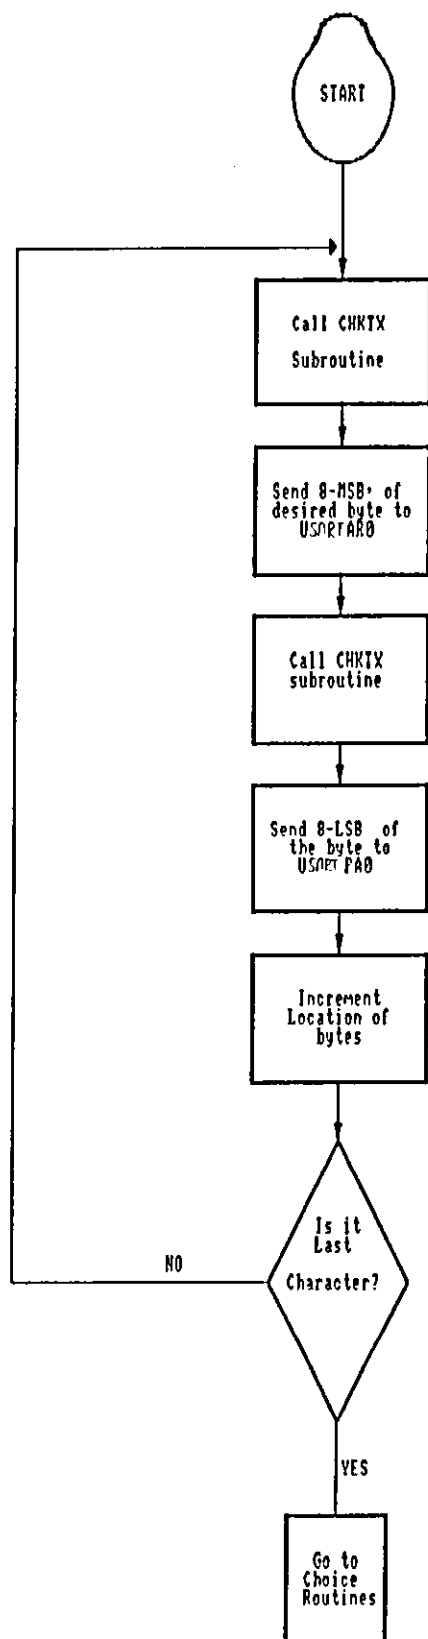 START
Call CHKTX
Subroutine
Send 8-MSB, of
desired byte to
Call CHKTX
subroutine
Send 8-LSB of
the byte to
Increment
Location of
bytes
Is it
Last
Character?
NO
YES
Go to
Choice
Routines